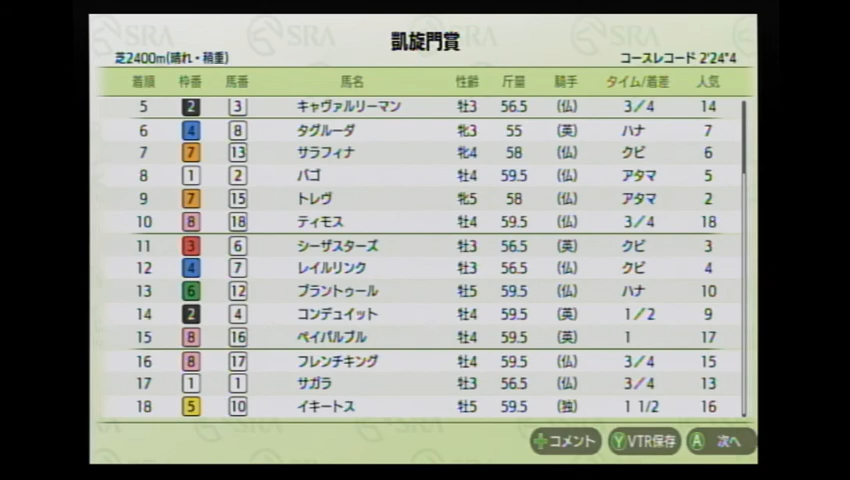 SRA SRA
凱旋門賞
芝2400m(晴れ・稍重) コースレコード 2'24"4
着順 枠番 馬番 馬名 性齢 斤量 騎手 タイム/着差 人気
5 2 3 キャヴァルリーマン 牡3 56.5 (仏) 3/4 14
6 4 8 タグルーダ 牝3 55 (英) ハナ 7
7 7 13 サラフィナ 牝4 58 (仏) クビ 6
8 1 2 バゴ 牡4 59.5 (仏) アタマ 5
9 7 15 トレヴ 牝5 58 (仏) アタマ 2
10 8 18 ティモス 牡4 59.5 (仏) 3/4 18
11 3 6 シーザスターズ 牡3 56.5 (英) クビ 3
12 4 7 レイルリンク 牡3 56.5 (仏) クビ 4
13 6 12 プラントゥール 牡5 59.5 (仏) ハナ 10
14 2 4 コンデュイット 牡4 59.5 (英) 1/2 9
15 8 16 ペイパルブル 牡4 59.5 (英) 1 17
16 8 17 フレンチキング 牡4 59.5 (仏) 3/4 15
17 1 1 サガラ 牡3 56.5 (仏) 3/4 13
18 5 10 イキートス 牡5 59.5 (独) 1 1/2 16
コメント Y VTR保存 A 次へ